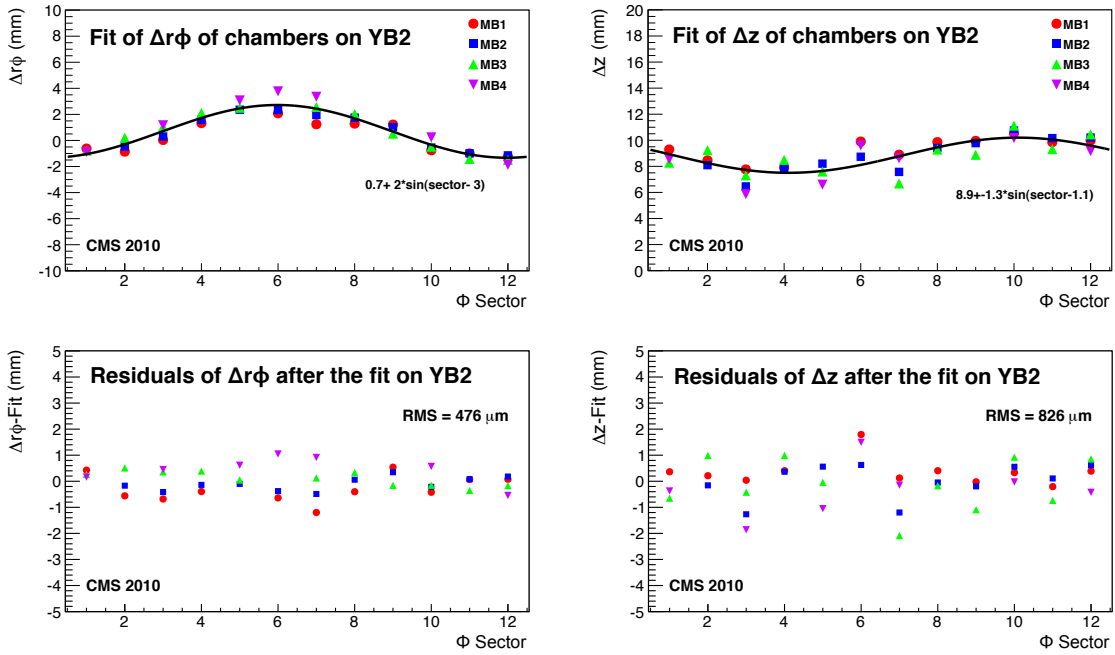 Δrϕ (mm)
10
8
6
4
2
0
-2
-4
-6
-8
-10
Fit of Δrϕ of chambers on YB2
MB1
MB2
MB3
MB4
0.7+ 2*sin(sector- 3)
CMS 2010
2 4 6 8 10 12
Φ Sector
Δz (mm)
20
18
16
14
12
10
8
6
4
2
0
Fit of Δz of chambers on YB2
MB1
MB2
MB3
MB4
8.9+-1.3*sin(sector-1.1)
CMS 2010
2 4 6 8 10 12
Φ Sector
Δrϕ-Fit (mm)
5
4
3
2
1
0
-1
-2
-3
-4
-5
Residuals of Δrϕ after the fit on YB2
RMS = 476 μm
CMS 2010
2 4 6 8 10 12
Φ Sector
Δz-Fit (mm)
5
4
3
2
1
0
-1
-2
-3
-4
-5
Residuals of Δz after the fit on YB2
RMS = 826 μm
CMS 2010
2 4 6 8 10 12
Φ Sector